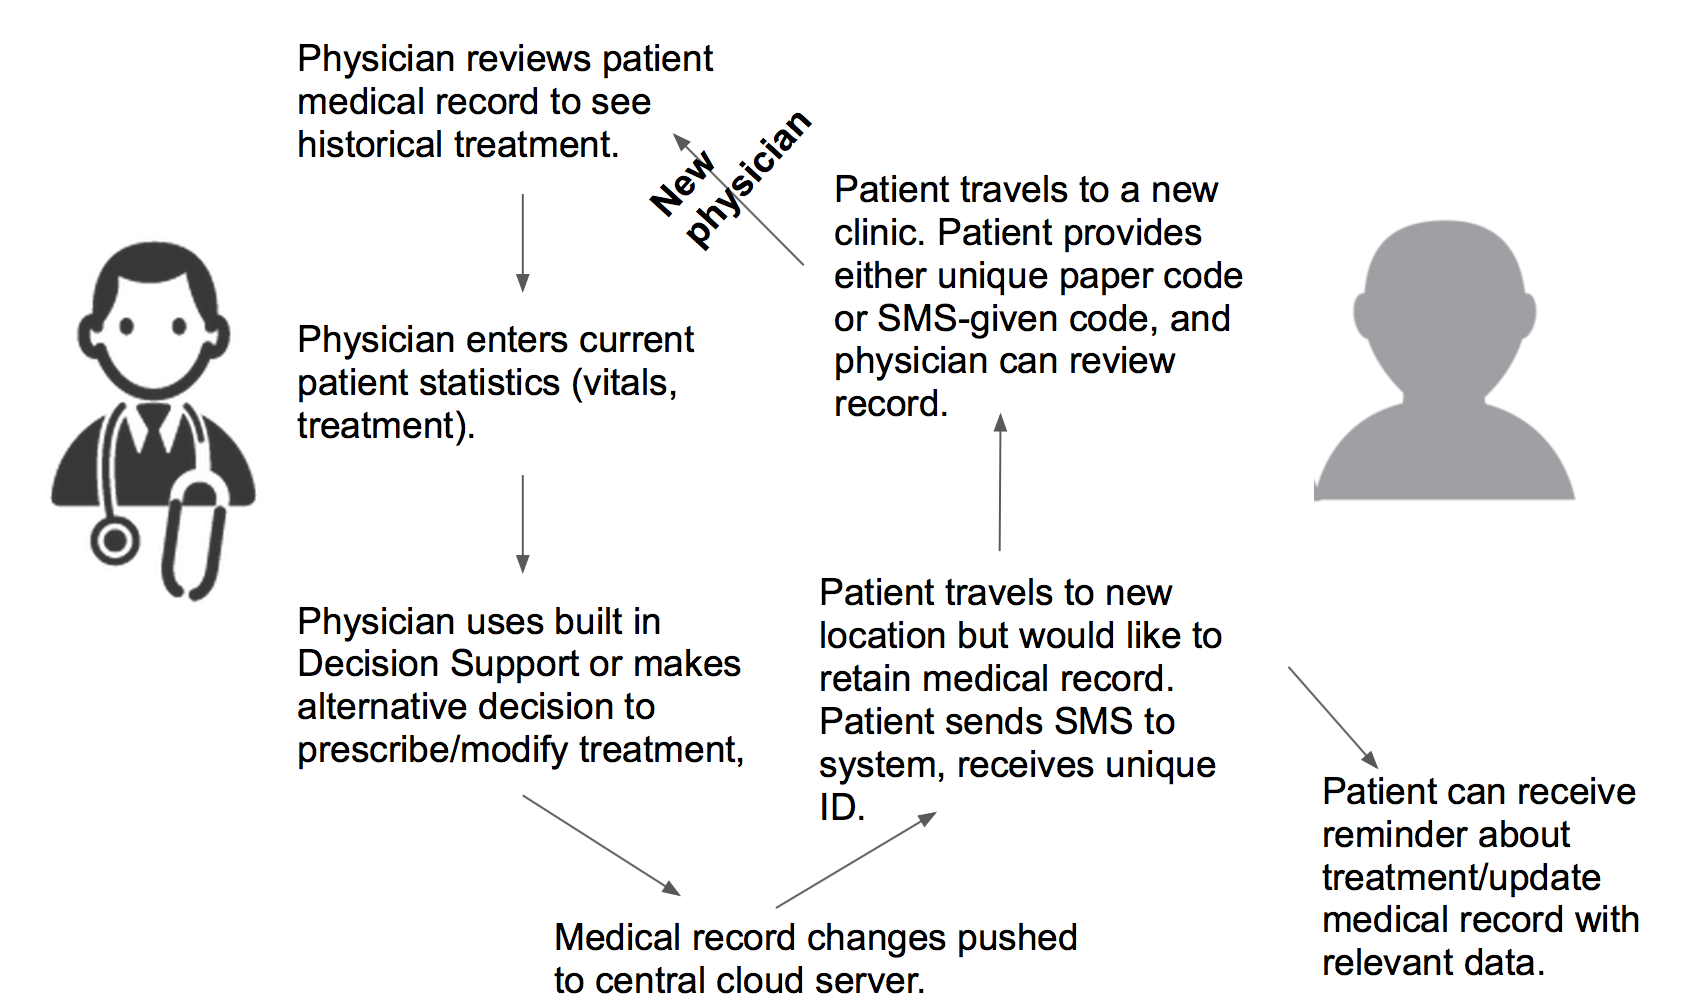 Physician reviews patient
medical record to see
historical treatment.
New
physician
Physician enters current
patient statistics (vitals,
treatment).
Physician uses built in
Decision Support or makes
alternative decision to
prescribe/modify treatment,
Medical record changes pushed
to central cloud server.
Patient travels to new
location but would like to
retain medical record.
Patient sends SMS to
system, receives unique
ID.
Patient travels to a new
clinic. Patient provides
either unique paper code
or SMS-given code, and
physician can review
record.
Patient can receive
reminder about
treatment/update
medical record with
relevant data.